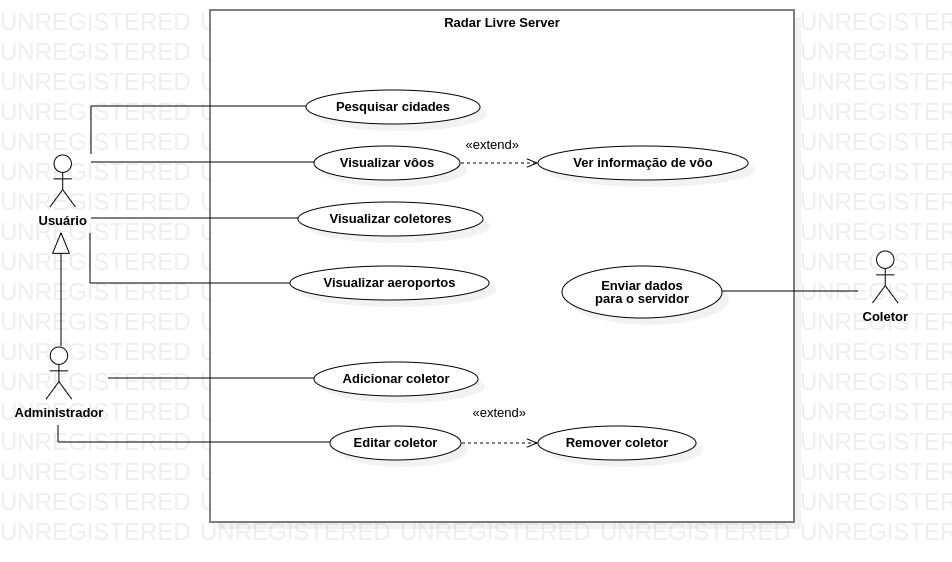 Radar Livre Server
Pesquisar cidades
«extend»
Visualizar vôos
Ver informação de vôo
Usuário
Visualizar coletores
Visualizar aeroportos
Enviar dados
para o servidor
Coletor
Adicionar coletor
Administrador
«extend»
Editar coletor
Remover coletor
UNREGISTERED UNREGISTERED UNREGISTERED UNREGISTERED